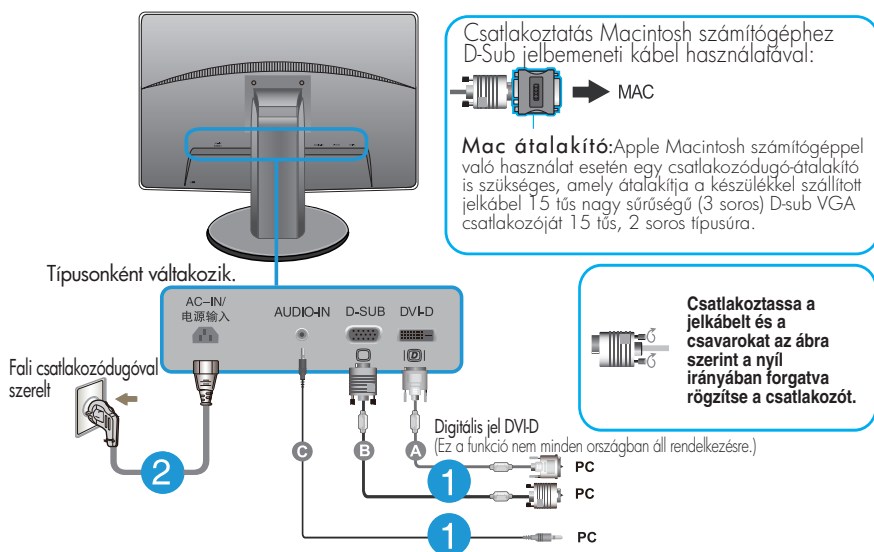 Csatlakoztatás Macintosh számítógéphez
D-Sub jelbemeneti kábel használatával:
MAC
Mac átalakító:Apple Macintosh számítógéppel
való használat esetén egy csatlakozódugó-átalakító
is szükséges, amely átalakítja a készülékkel szállított
jelkábel 15 tűs nagy sűrűségű (3 soros) D-sub VGA
csatlakozóját 15 tűs, 2 soros típusúra.
Típusonként váltakozik.
AC-IN/
电源输入
AUDIO-IN
D-SUB
DVI-D
D
Csatlakoztassa a
jelkábelt és a
csavarokat az ábra
szerint a nyíl
irányában forgatva
rögzítse a csatlakozót.
Fali csatlakozódugóval
szerelt
Digitális jel DVI-D
(Ez a funkció nem minden országban áll rendelkezésre.)
C
B
A
PC
2
1
PC
1
PC